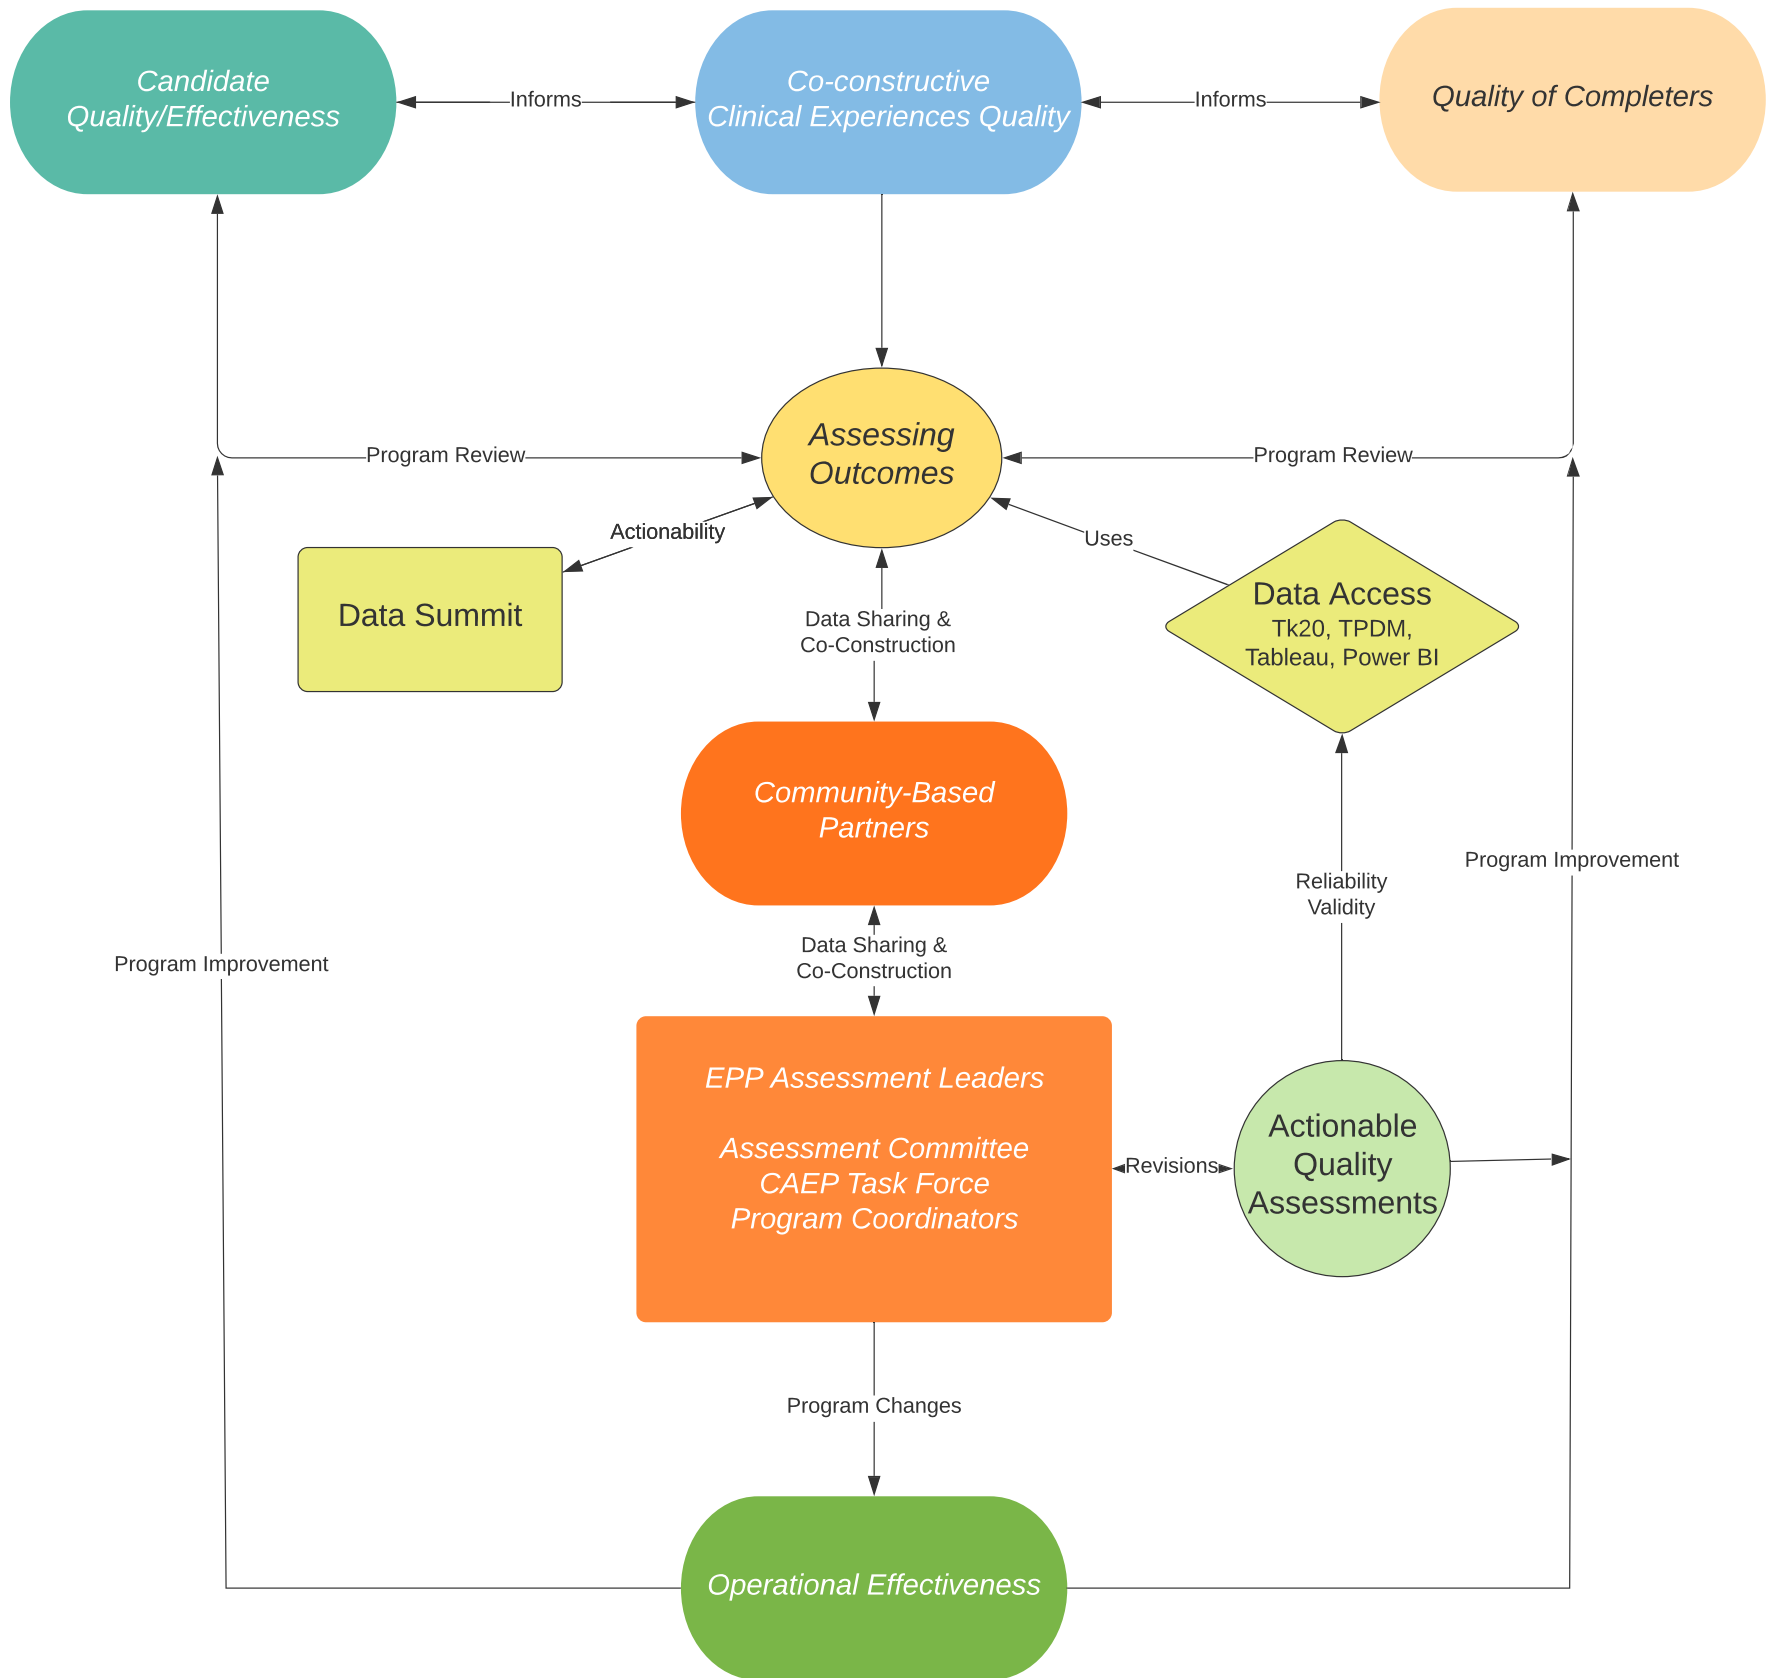 Candidate
Quality/Effectiveness
Informs
Co-constructive
Clinical Experiences Quality
Informs
Quality of Completers
Assessing
Outcomes
Program Review
Program Review
Actionability
Uses
Data Summit
Data Sharing &
Co-Construction
Data Access
Tk20, TPDM,
Tableau, Power BI
Community-Based
Partners
Program Improvement
Reliability
Validity
Data Sharing &
Co-Construction
Program Improvement
EPP Assessment Leaders
Assessment Committee
CAEP Task Force
Program Coordinators
Revisions
Actionable
Quality
Assessments
Program Changes
Operational Effectiveness